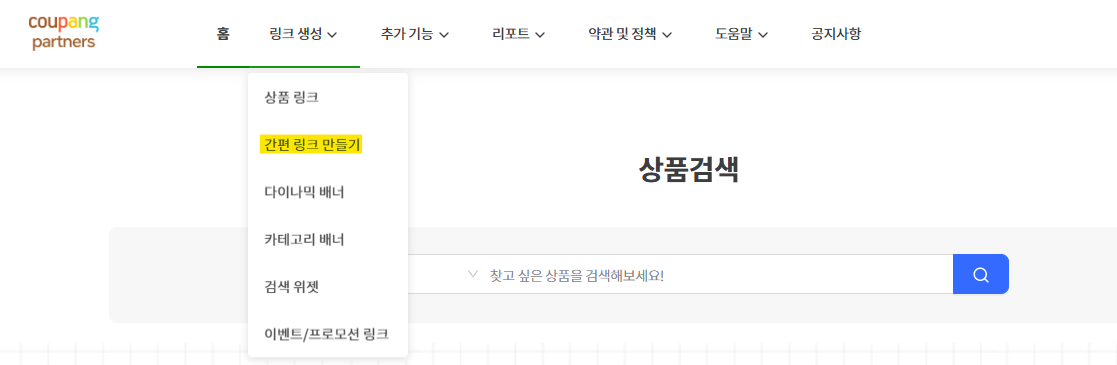 coupang
partners
홈
링크 생성
추가 기능
리포트
약관 및 정책
도움말
공지사항
상품 링크
간편 링크 만들기
다이나믹 배너
카테고리 배너
검색 위젯
이벤트/프로모션 링크
상품검색
찾고 싶은 상품을 검색해보세요!